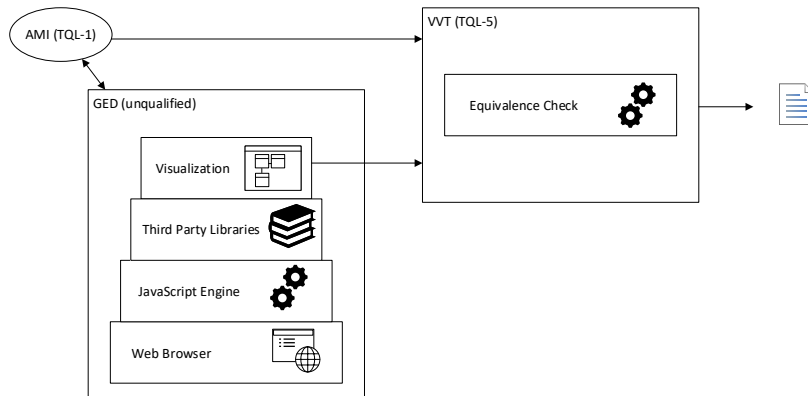 AMI (TQL-1)
VVT (TQL-5)
Equivalence Check
GED (unqualified)
Visualization
Third Party Libraries
JavaScript Engine
Web Browser